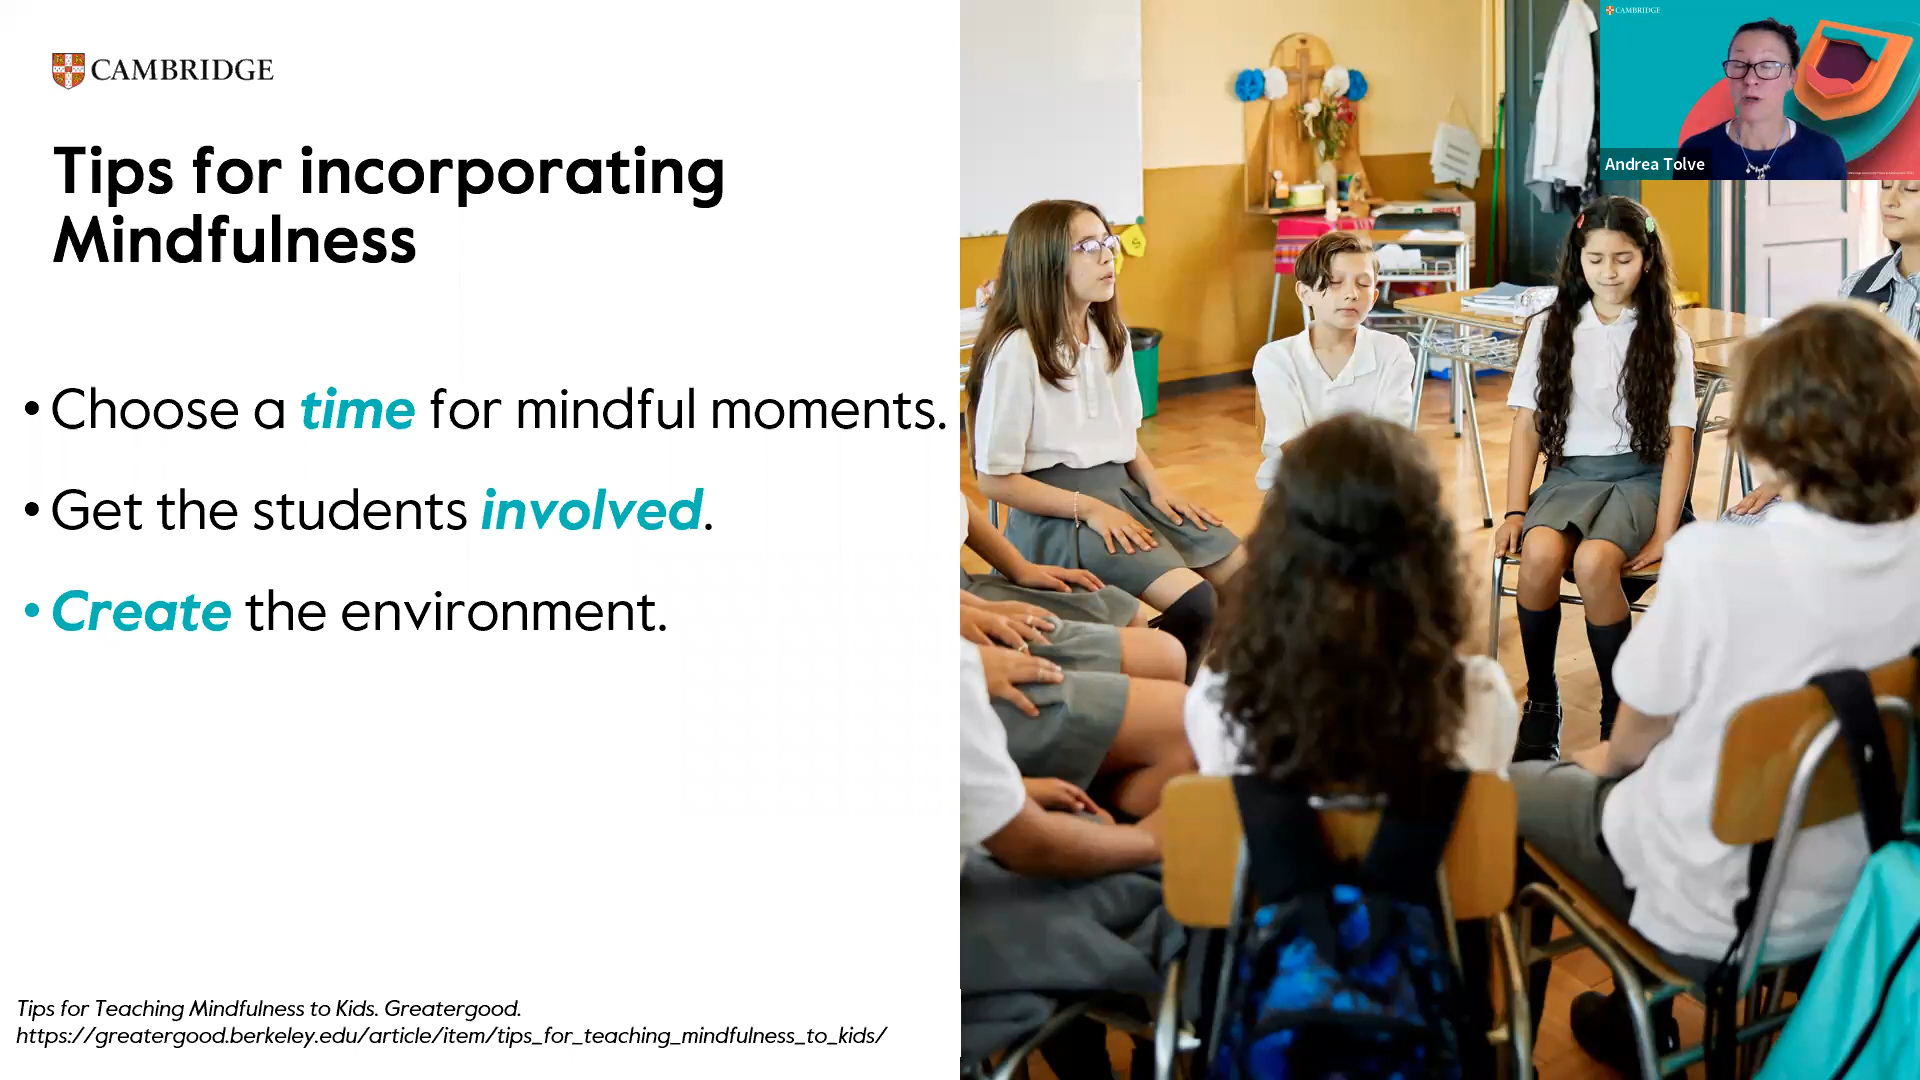 CAMBRIDGE
Tips for incorporating
Mindfulness
• Choose a time for mindful moments.
• Get the students involved.
• Create the environment.
Tips for Teaching Mindfulness to Kids. Greatergood.
https://greatergood.berkeley.edu/article/item/tips_for_teaching_mindfulness_to_kids/
CAMBRIDGE
Andrea Tolve